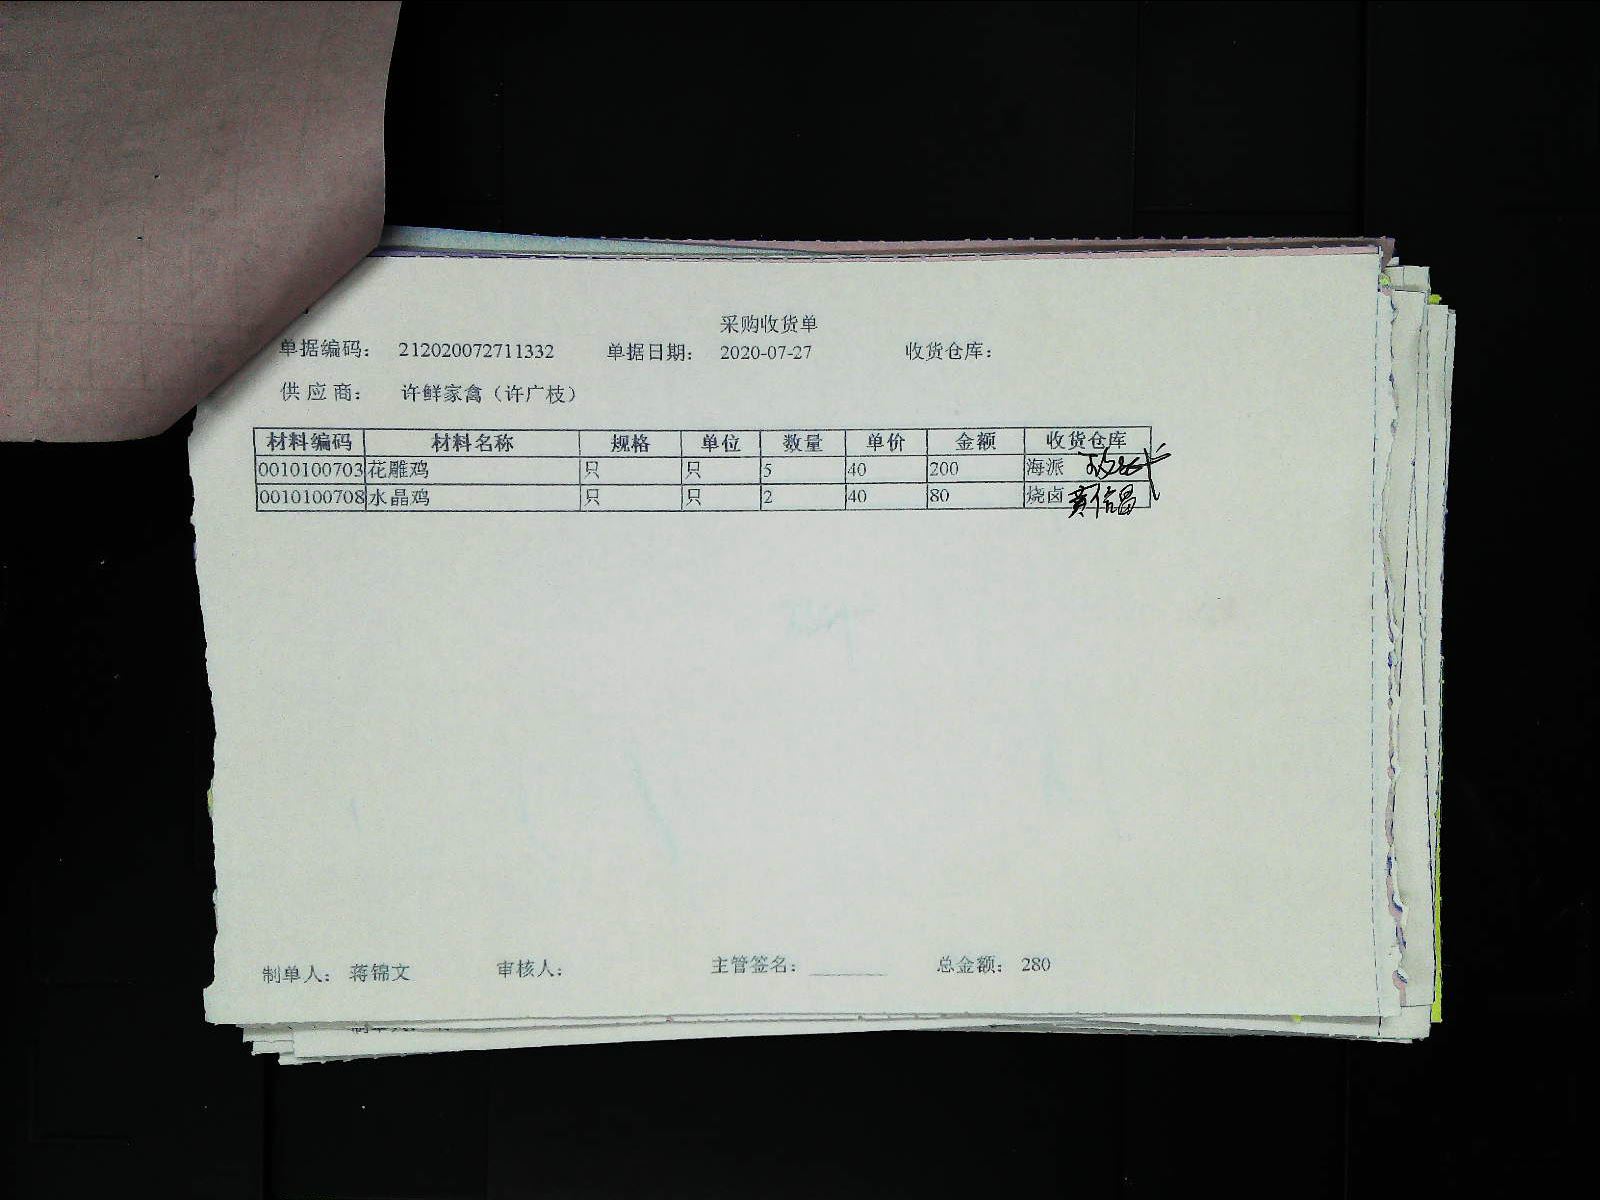 采购收货单
单据编码： 212020072711332 单据日期： 2020-07-27 收货仓库：
供应商： 许鲜家禽（许广枝）
材料编码 材料名称 规格 单位 数量 单价 金额 收货仓库
0010100703 花雕鸡 只 只 5 40 200 海派
0010100708 水晶鸡 只 只 2 40 80 烧卤 黄信昌
制单人： 蒋锦文 审核人： 主管签名： ________ 总金额： 280